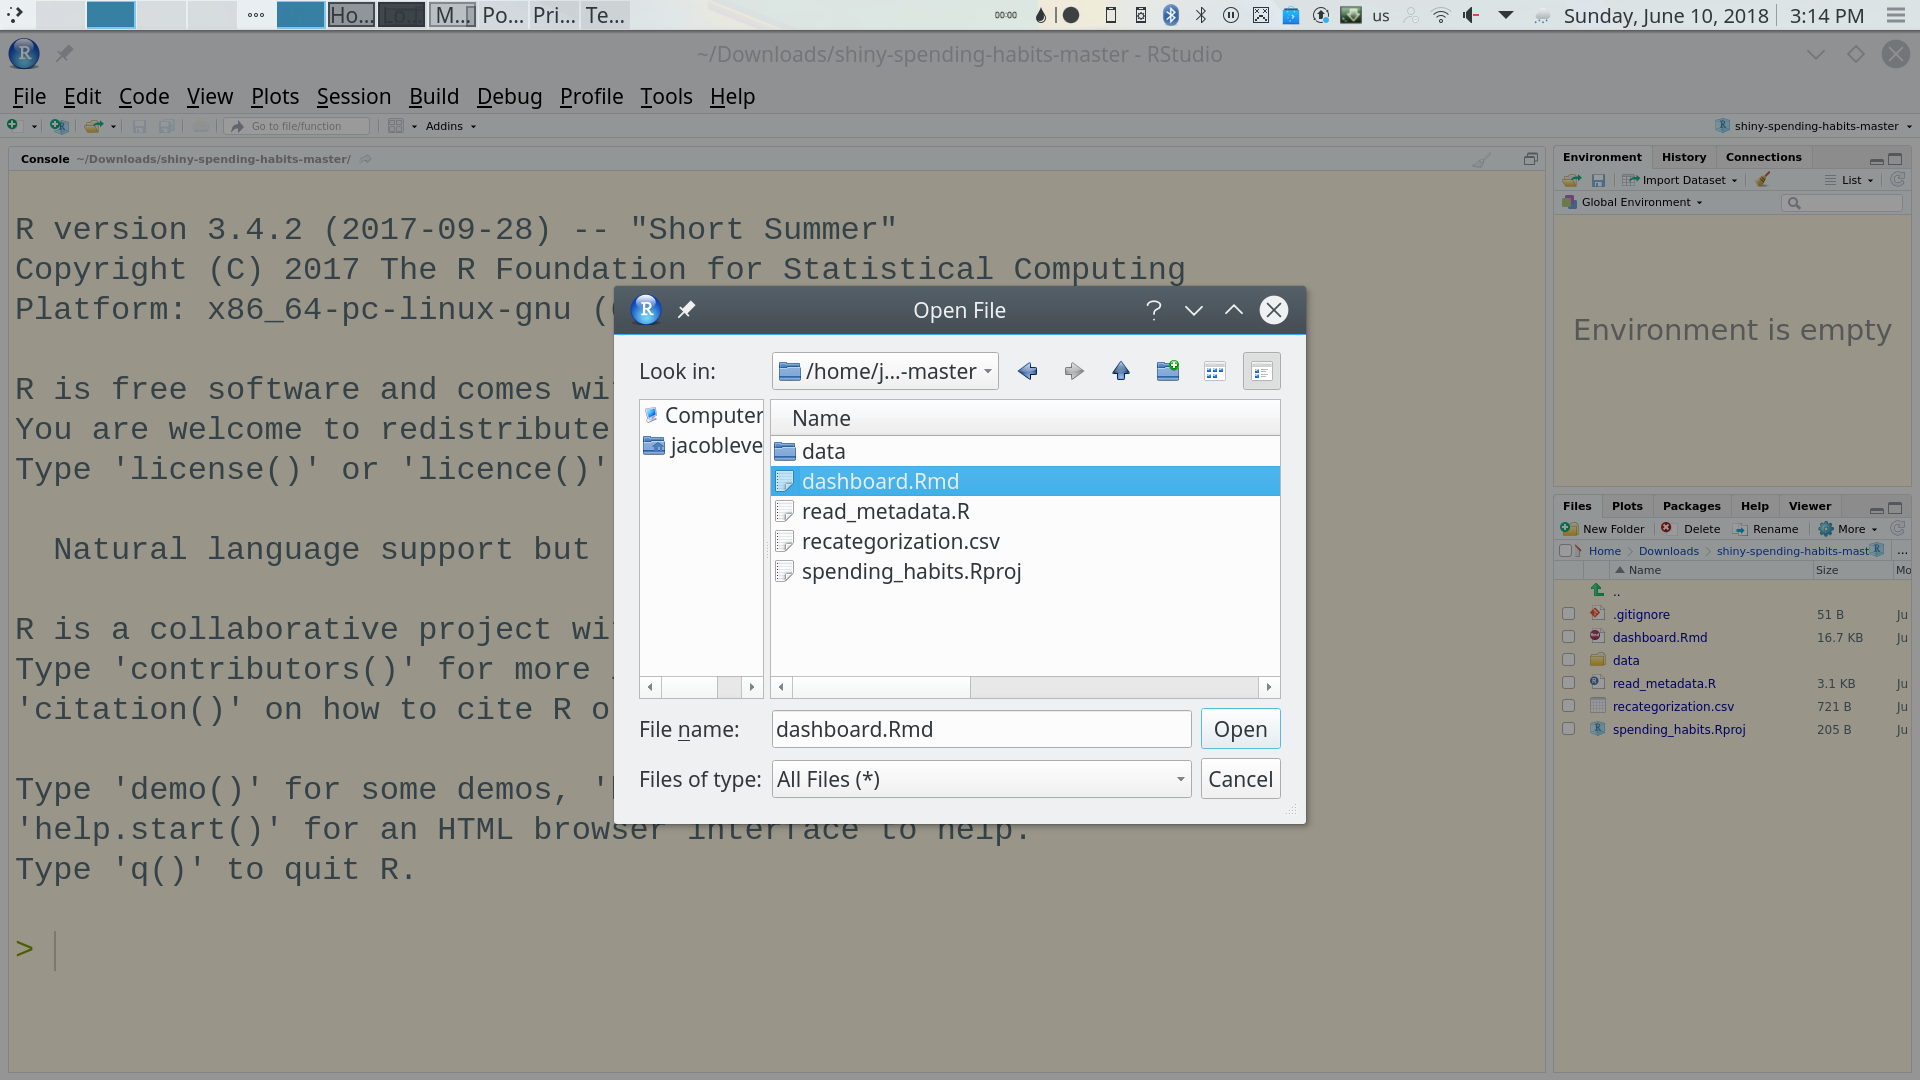 Ho...
M...
Po...
Pri...
Te...
00:00
us
Sunday, June 10, 2018
3:14 PM
~/Downloads/shiny-spending-habits-master - RStudio
File Edit Code View Plots Session Build Debug Profile Tools Help
Go to file/function
Addins
shiny-spending-habits-master
Console ~/Downloads/shiny-spending-habits-master/
R version 3.4.2 (2017-09-28) -- "Short Summer"
Copyright (C) 2017 The R Foundation for Statistical Computing
Platform: x86_64-pc-linux-gnu (
R is free software and comes wi
You are welcome to redistribute
Type 'license()' or 'licence()'
Natural language support but
R is a collaborative project wi
Type 'contributors()' for more
'citation()' on how to cite R o
Type 'demo()' for some demos, '
'help.start()' for an HTML browser interface to help.
Type 'q()' to quit R.
>
Open File
Look in:
/home/j...-master
Computer
jacobleve
Name
data
dashboard.Rmd
read_metadata.R
recategorization.csv
spending_habits.Rproj
File name:
dashboard.Rmd
Open
Files of type:
All Files (*)
Cancel
Environment History Connections
Import Dataset
List
Global Environment
Environment is empty
Files Plots Packages Help Viewer
New Folder Delete Rename More
Home Downloads shiny-spending-habits-mast ...
Name Size Mo
..
.gitignore 51 B Ju
dashboard.Rmd 16.7 KB Ju
data
read_metadata.R 3.1 KB Ju
recategorization.csv 721 B Ju
spending_habits.Rproj 205 B Ju